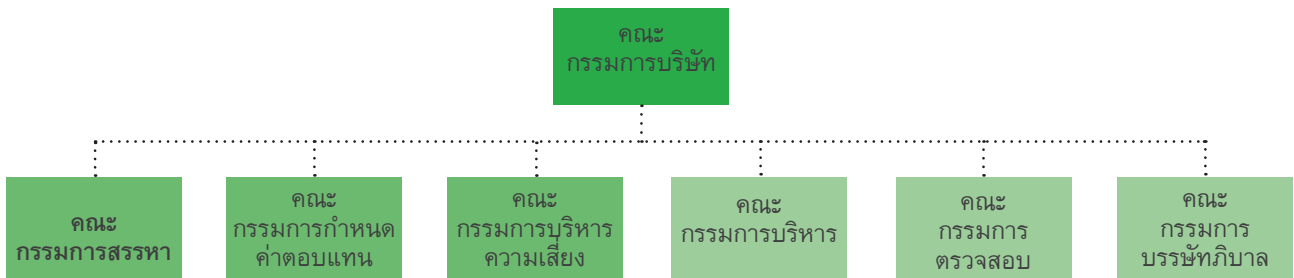 คณะ
กรรมการบริษัท
คณะ
กรรมการสรรหา
คณะ
กรรมการกำหนด
ค่าตอบแทน
คณะ
กรรมการบริหาร
ความเสี่ยง
คณะ
กรรมการบริหาร
คณะ
กรรมการ
ตรวจสอบ
คณะ
กรรมการ
บรรษัทภิบาล